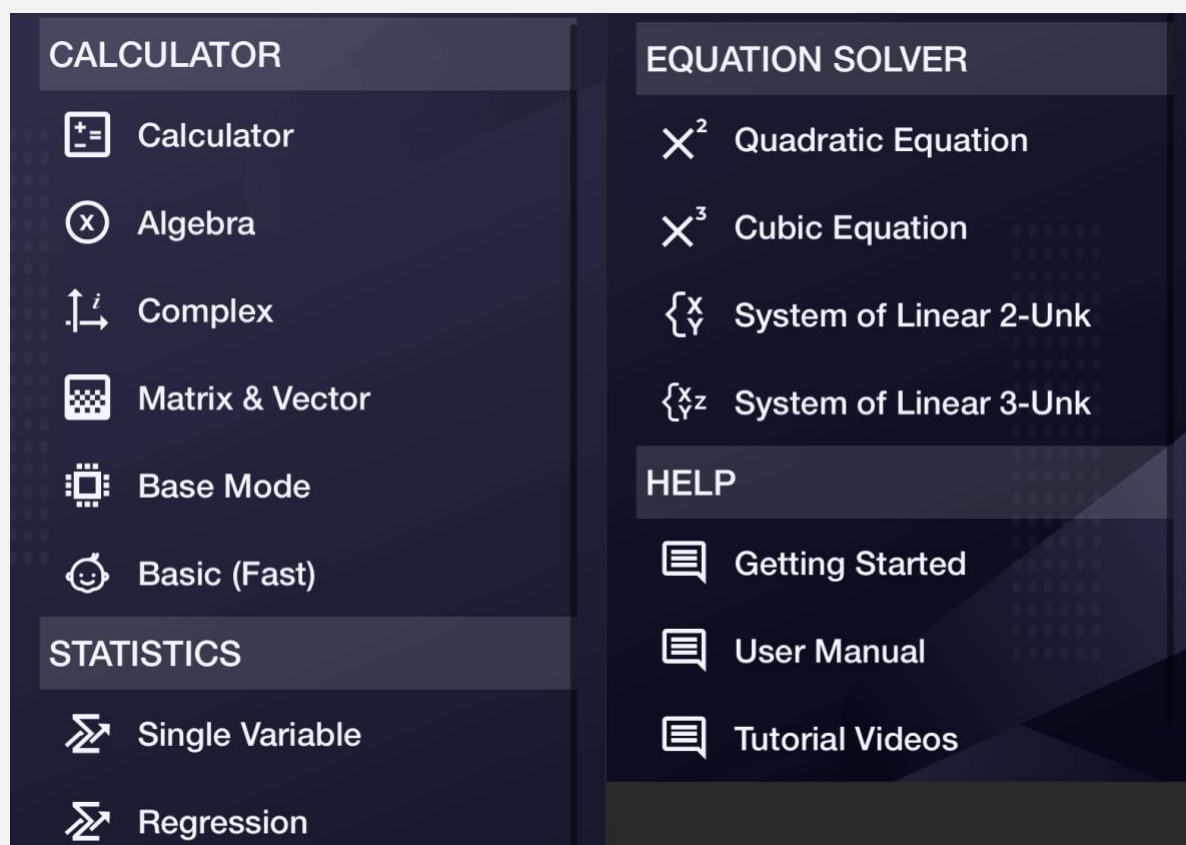 CALCULATOR
Calculator
Algebra
Complex
Matrix & Vector
Base Mode
Basic (Fast)
STATISTICS
Single Variable
Regression
EQUATION SOLVER
Quadratic Equation
Cubic Equation
System of Linear 2-Unk
System of Linear 3-Unk
HELP
Getting Started
User Manual
Tutorial Videos